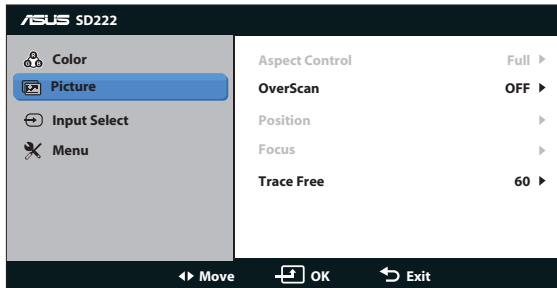 ASUS SD222
Color
Picture
Input Select
Menu
Aspect Control Full
OverScan OFF
Position
Focus
Trace Free 60
Move OK Exit